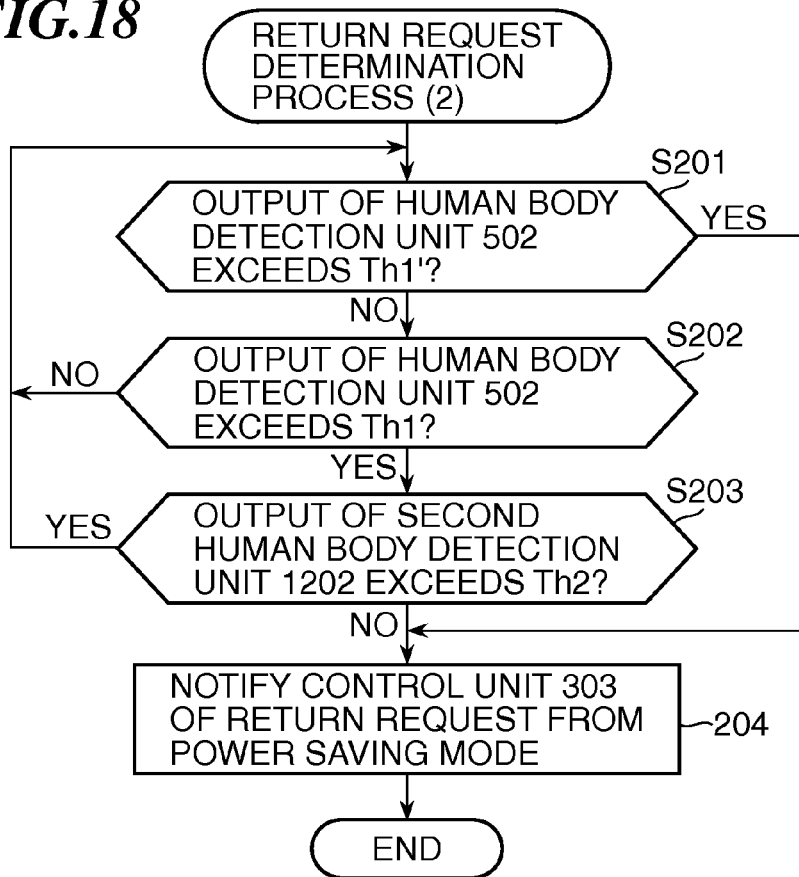 FIG.18
RETURN REQUEST
DETERMINATION
PROCESS (2)
S201
OUTPUT OF HUMAN BODY
DETECTION UNIT 502
EXCEEDS Th1'?
YES
NO
S202
OUTPUT OF HUMAN BODY
DETECTION UNIT 502
EXCEEDS Th1?
NO
YES
S203
OUTPUT OF SECOND
HUMAN BODY DETECTION
UNIT 1202 EXCEEDS Th2?
YES
NO
NOTIFY CONTROL UNIT 303
OF RETURN REQUEST FROM
POWER SAVING MODE
204
END